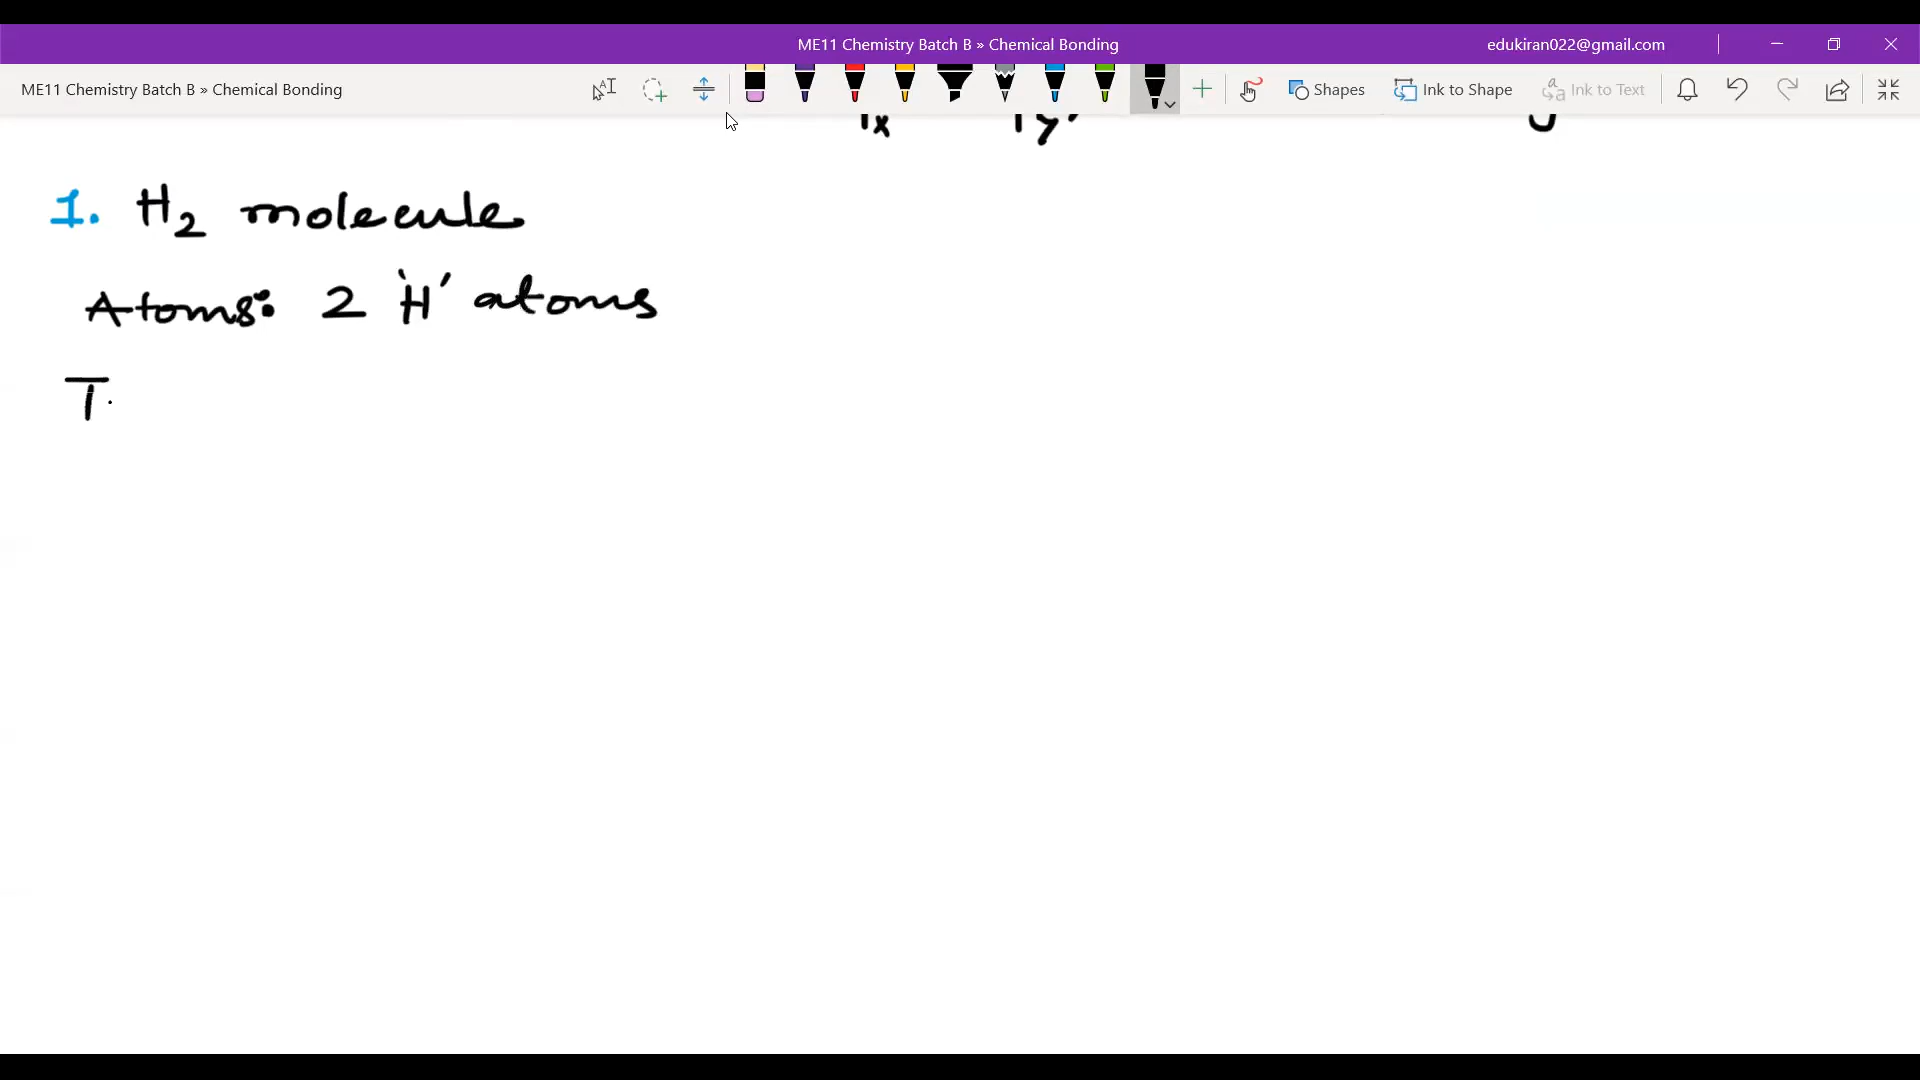 ME11 Chemistry Batch B » Chemical Bonding
edukiran022@gmail.com
ME11 Chemistry Batch B » Chemical Bonding
Shapes
Ink to Shape
Ink to Text
1. H₂ molecule
Atoms: 2 'H' atoms
T